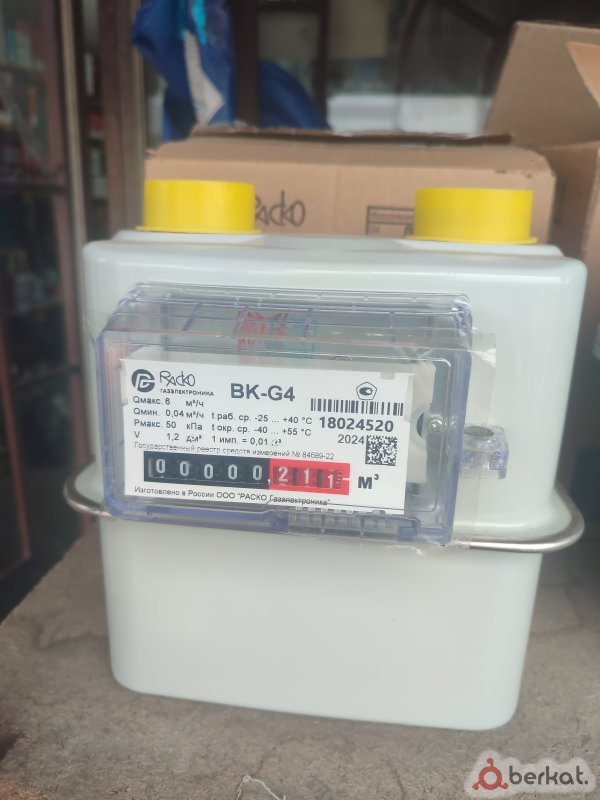 РАСКО
РАСКО
ГАЗЭЛЕКТРОНИКА
BK-G4
Qмакс. 6 м³/ч t раб. ср. -25 ... +40 °C
Qмин. 0,04 м³/ч t окр. ср. -40 ... +55 °C
Pмакс. 50 кПа 1 имп. = 0,01 м³
V 1,2 дм³
18024520
2024
Государственный реестр средств измерений № 84689-22
00000,211 м³
Изготовлено в России ООО "РАСКО Газэлектроника"
berkat.